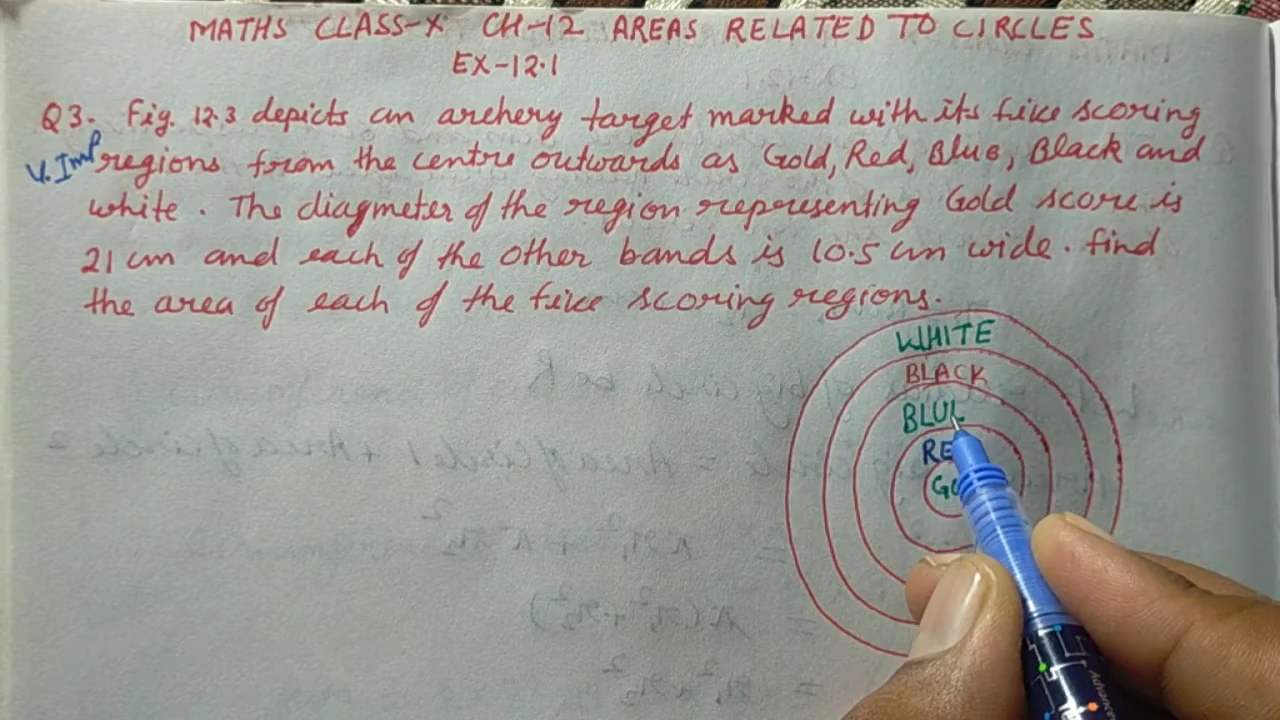 MATHS CLASS-X CH-12 AREAS RELATED TO CIRCLES
EX-12.1
Q3. Fig. 12.3 depicts an archery target marked with its five scoring
V.Imp regions from the centre outwards as Gold, Red, Blue, Black and
white. The diagmeter of the region representing Gold score is
21 cm and each of the other bands is 10.5 cm wide. find
the area of each of the five scoring regions.
WHITE
BLACK